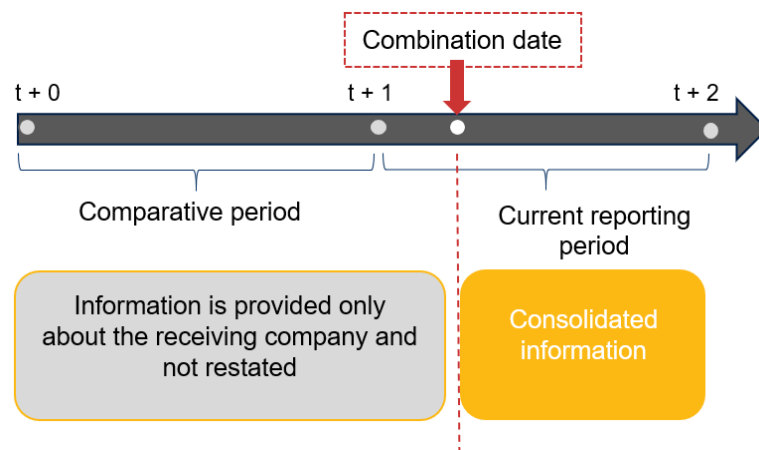 Combination date
t + 0
t + 1
t + 2
Comparative period
Current reporting
period
Information is provided only
about the receiving company and
not restated
Consolidated
information